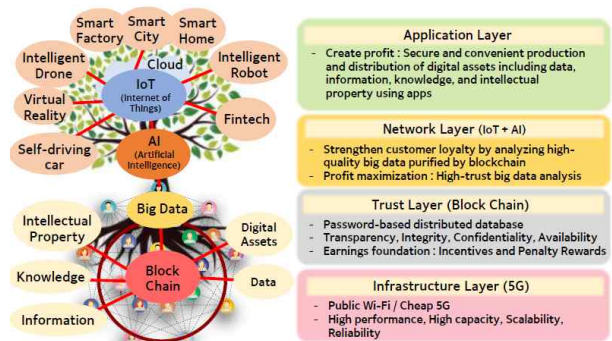 Smart
Factory
Smart
City
Smart
Home
Intelligent
Drone
Cloud
Intelligent
Robot
IoT
(Internet of
Things)
Virtual
Reality
Fintech
Self-driving
car
AI
(Artificial
Intelligence)
Big Data
Intellectual
Property
Digital
Assets
Block
Chain
Knowledge
Data
Information
Application Layer
- Create profit : Secure and convenient production
and distribution of digital assets including data,
information, knowledge, and intellectual
property using apps
Network Layer (IoT + AI)
- Strengthen customer loyalty by analyzing high-
quality big data purified by blockchain
- Profit maximization : High-trust big data analysis
Trust Layer (Block Chain)
- Password-based distributed database
- Transparency, Integrity, Confidentiality, Availability
- Earnings foundation : Incentives and Penalty Rewards
Infrastructure Layer (5G)
- Public Wi-Fi / Cheap 5G
- High performance, High capacity, Scalability,
Reliability